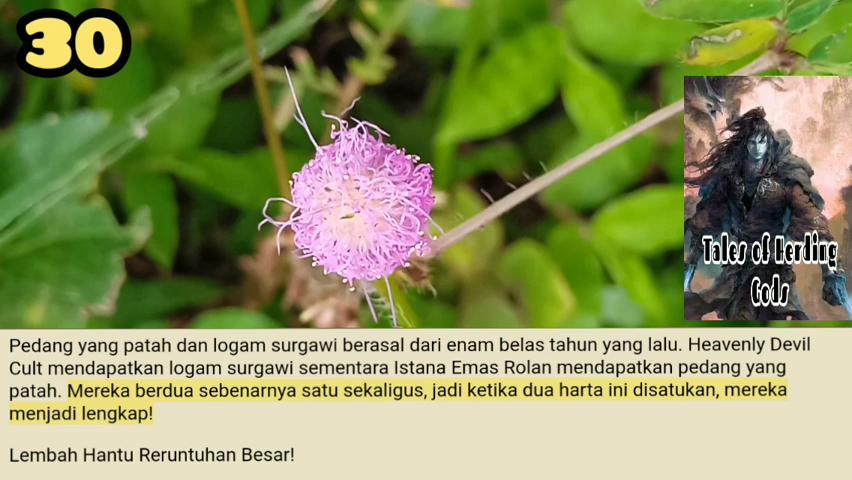 30
Tales of Herding
Gods
Pedang yang patah dan logam surgawi berasal dari enam belas tahun yang lalu. Heavenly Devil
Cult mendapatkan logam surgawi sementara Istana Emas Rolan mendapatkan pedang yang
patah. Mereka berdua sebenarnya satu sekaligus, jadi ketika dua harta ini disatukan, mereka
menjadi lengkap!
Lembah Hantu Reruntuhan Besar!